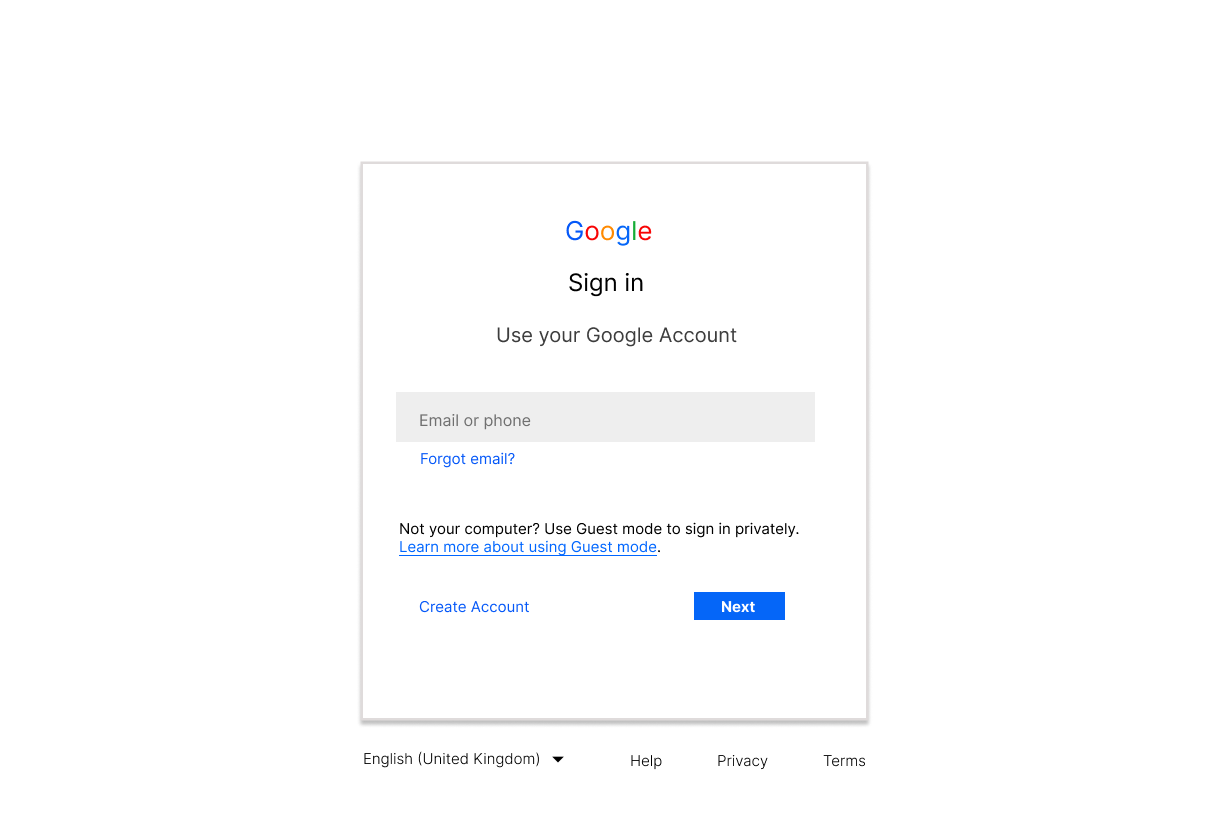 Google
Sign in
Use your Google Account
Email or phone
Forgot email?
Not your computer? Use Guest mode to sign in privately.
Learn more about using Guest mode.
Create Account
Next
English (United Kingdom)
Help
Privacy
Terms